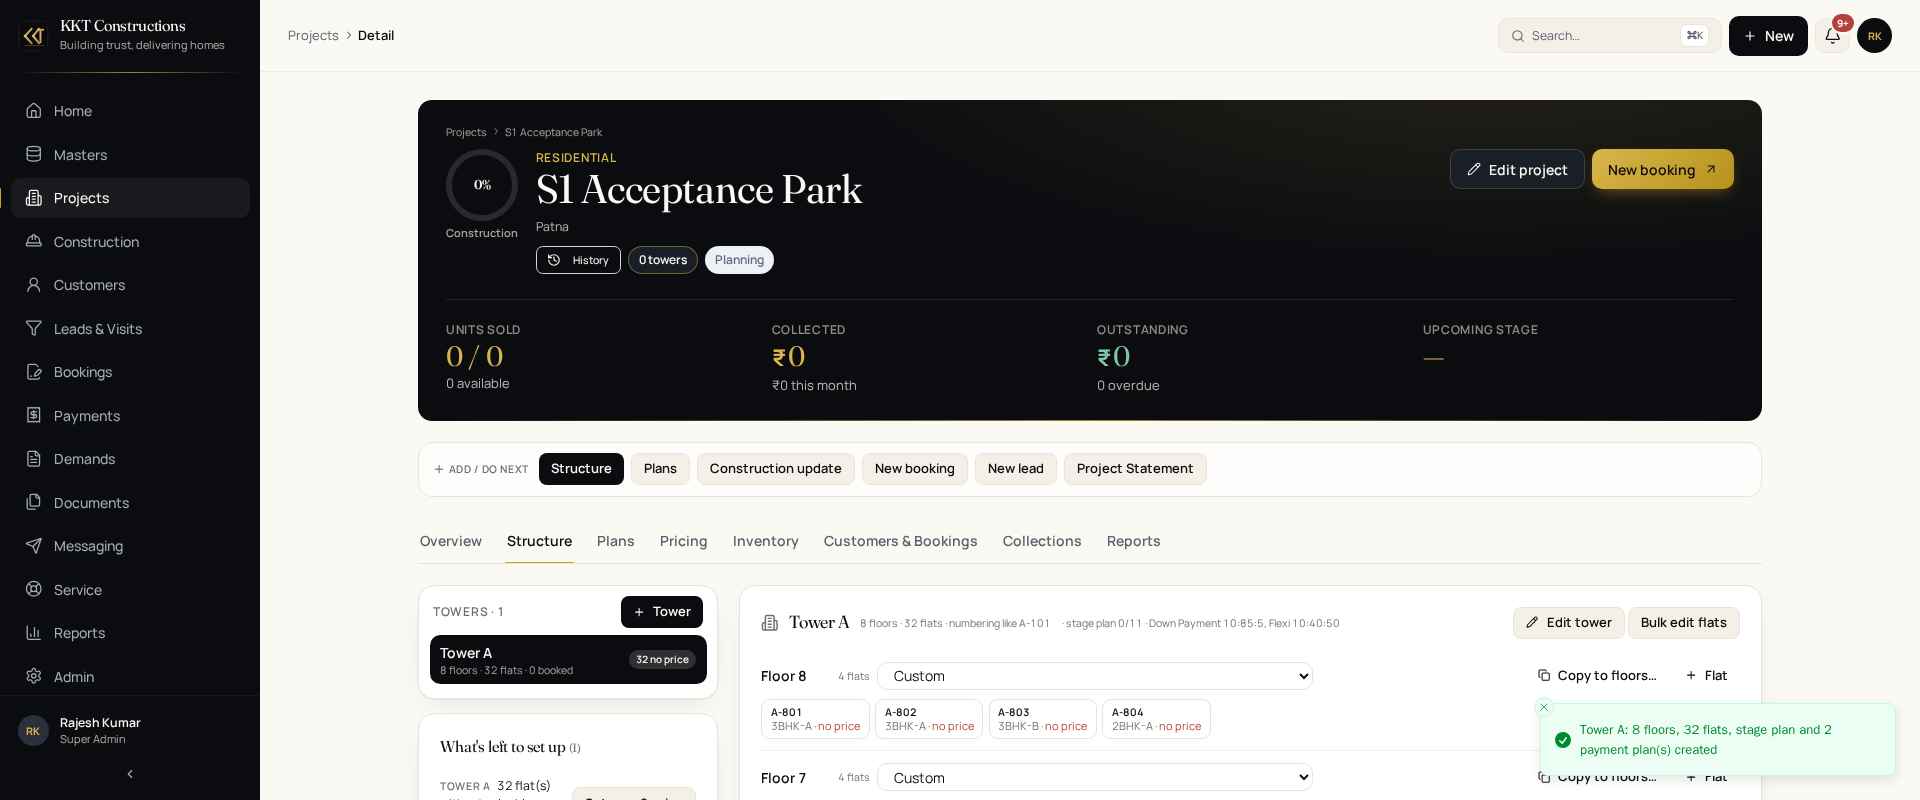 KKT Constructions
Building trust, delivering homes
Home
Masters
Projects
Construction
Customers
Leads & Visits
Bookings
Payments
Demands
Documents
Messaging
Service
Reports
Admin
RK
Rajesh Kumar
Super Admin
Projects > Detail
Search... ⌘K
+ New
9+
RK
Projects > S1 Acceptance Park
0%
Construction
RESIDENTIAL
S1 Acceptance Park
Patna
History 0 towers Planning
Edit project
New booking
UNITS SOLD
0 / 0
0 available
COLLECTED
₹0
₹0 this month
OUTSTANDING
₹0
0 overdue
UPCOMING STAGE
—
+ ADD / DO NEXT Structure Plans Construction update New booking New lead Project Statement
Overview Structure Plans Pricing Inventory Customers & Bookings Collections Reports
TOWERS · 1
+ Tower
Tower A
8 floors · 32 flats · 0 booked
32 no price
What's left to set up (1)
TOWER A 32 flat(s)
Tower A 8 floors · 32 flats · numbering like A-101 · stage plan 0/11 · Down Payment 10:85:5, Flexi 10:40:50
Edit tower Bulk edit flats
Floor 8 4 flats Custom Copy to floors... + Flat
A-801
3BHK-A · no price
A-802
3BHK-A · no price
A-803
3BHK-B · no price
A-804
2BHK-A · no price
Floor 7 4 flats Custom Copy to floors... + Flat
Tower A: 8 floors, 32 flats, stage plan and 2
payment plan(s) created